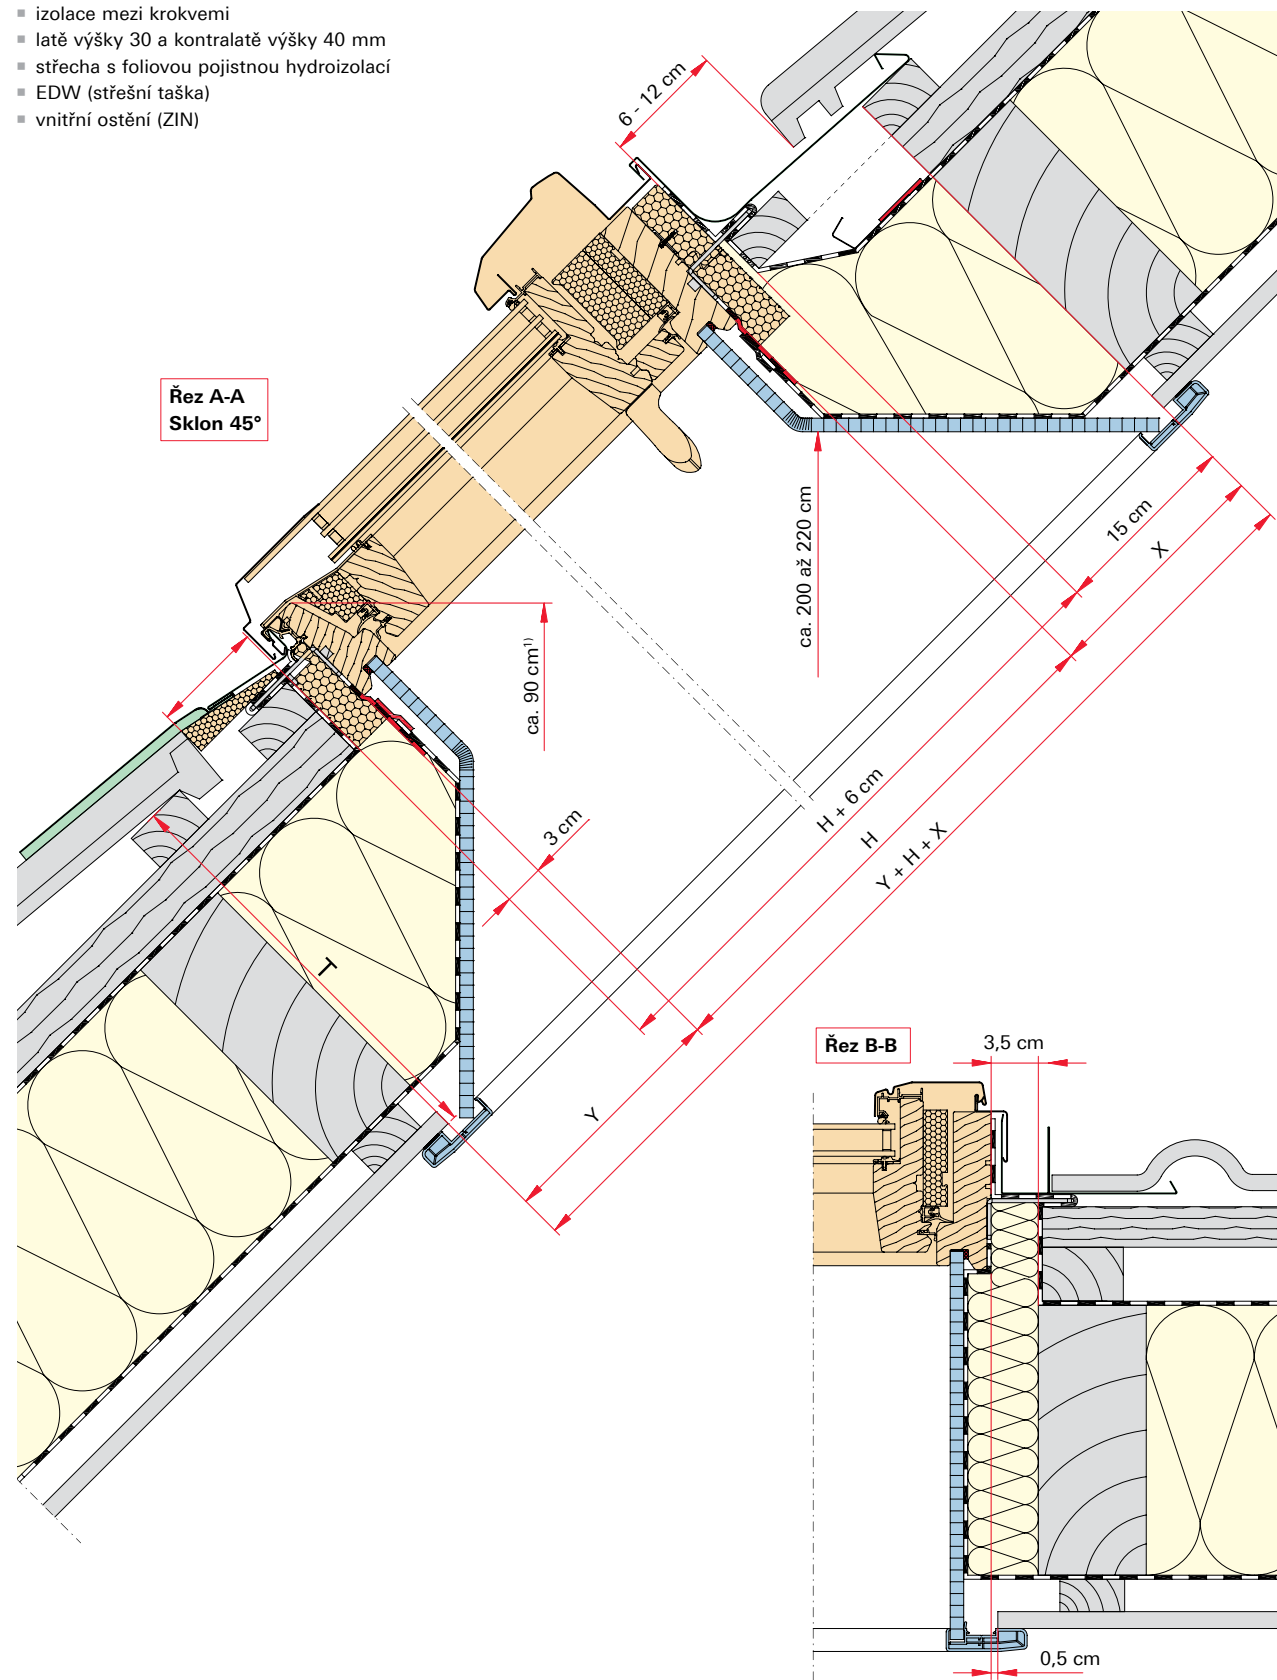 izolace mezi krokvemi
latě výšky 30 a kontralatě výšky 40 mm
střecha s foliovou pojistnou hydroizolací
EDW (střešní taška)
vnitřní ostění (ZIN)
6 - 12 cm
Řez A-A
Sklon 45°
ca. 200 až 220 cm
15 cm
X
ca. 90 cm¹⁾
3 cm
H + 6 cm
H
Y + H + X
T
Y
Řez B-B
3,5 cm
0,5 cm